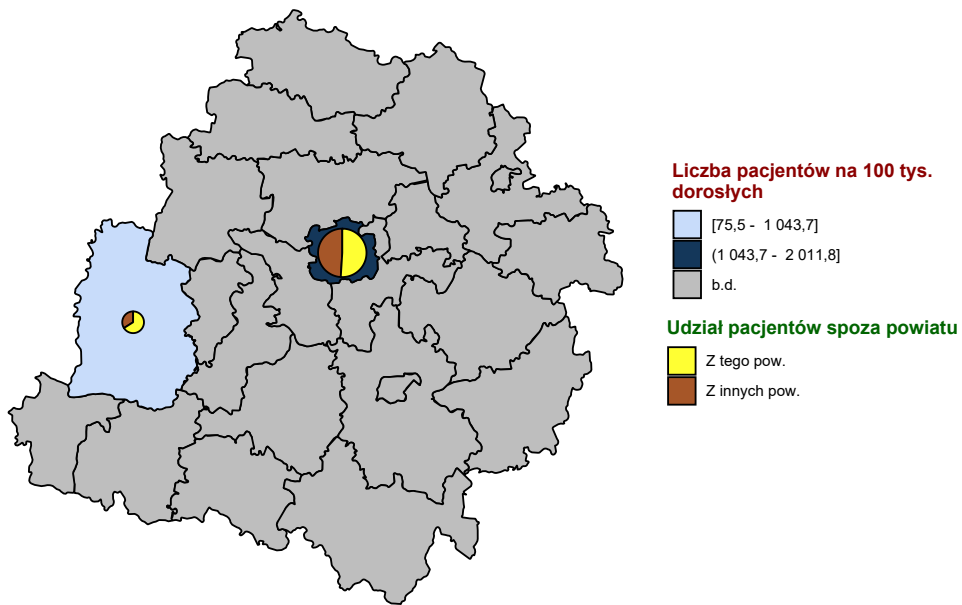 Liczba pacjentów na 100 tys.
dorosłych
[75,5 - 1 043,7]
(1 043,7 - 2 011,8]
b.d.
Udział pacjentów spoza powiatu
Z tego pow.
Z innych pow.